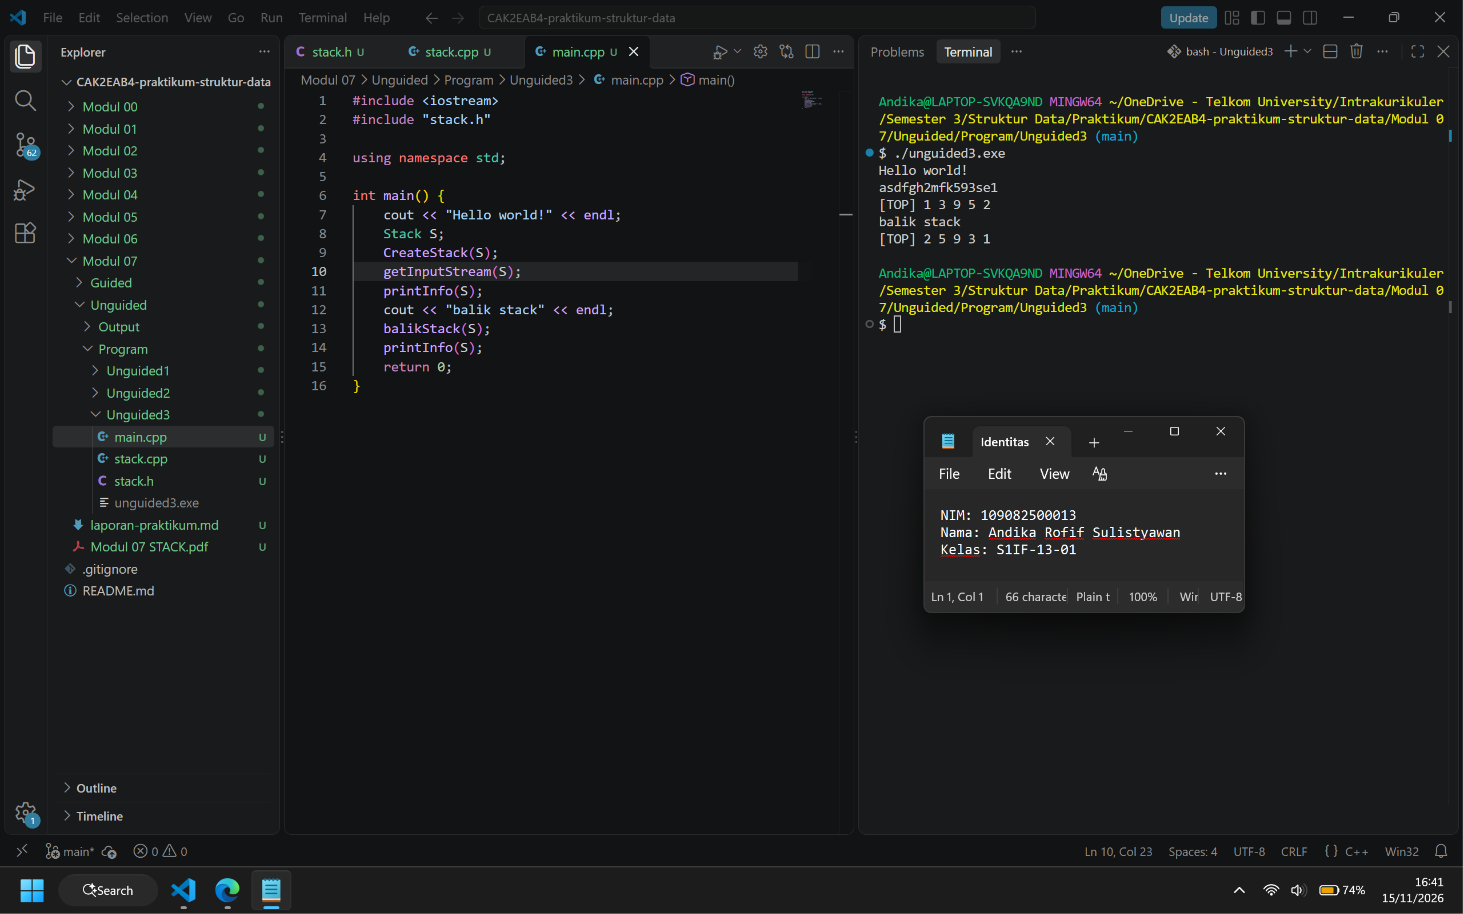 File Edit Selection View Go Run Terminal Help
CAK2EAB4-praktikum-struktur-data
Update
Explorer
CAK2EAB4-praktikum-struktur-data
Modul 00
Modul 01
Modul 02
Modul 03
Modul 04
Modul 05
Modul 06
Modul 07
Guided
Unguided
Output
Program
Unguided1
Unguided2
Unguided3
main.cpp U
stack.cpp U
stack.h U
unguided3.exe
laporan-praktikum.md U
Modul 07 STACK.pdf U
.gitignore
README.md
Outline
Timeline
62
1
stack.h U stack.cpp U main.cpp U
Modul 07 > Unguided > Program > Unguided3 > main.cpp > main()
1 #include <iostream>
2 #include "stack.h"
3
4 using namespace std;
5
6 int main() {
7 cout << "Hello world!" << endl;
8 Stack S;
9 CreateStack(S);
10 getInputStream(S);
11 printInfo(S);
12 cout << "balik stack" << endl;
13 balikStack(S);
14 printInfo(S);
15 return 0;
16 }
Problems Terminal
bash - Unguided3
Andika@LAPTOP-SVKQA9ND MINGW64 ~/OneDrive - Telkom University/Intrakurikuler
/Semester 3/Struktur Data/Praktikum/CAK2EAB4-praktikum-struktur-data/Modul 0
7/Unguided/Program/Unguided3 (main)
$ ./unguided3.exe
Hello world!
asdfgh2mfk593se1
[TOP] 1 3 9 5 2
balik stack
[TOP] 2 5 9 3 1
Andika@LAPTOP-SVKQA9ND MINGW64 ~/OneDrive - Telkom University/Intrakurikuler
/Semester 3/Struktur Data/Praktikum/CAK2EAB4-praktikum-struktur-data/Modul 0
7/Unguided/Program/Unguided3 (main)
$
Identitas
File Edit View
NIM: 109082500013
Nama: Andika Rofif Sulistyawan
Kelas: S1IF-13-01
Ln 1, Col 1 66 characte Plain t 100% Wir UTF-8
main* 0 0
Ln 10, Col 23 Spaces: 4 UTF-8 CRLF { } C++ Win32
Search
74%
16:41
15/11/2026